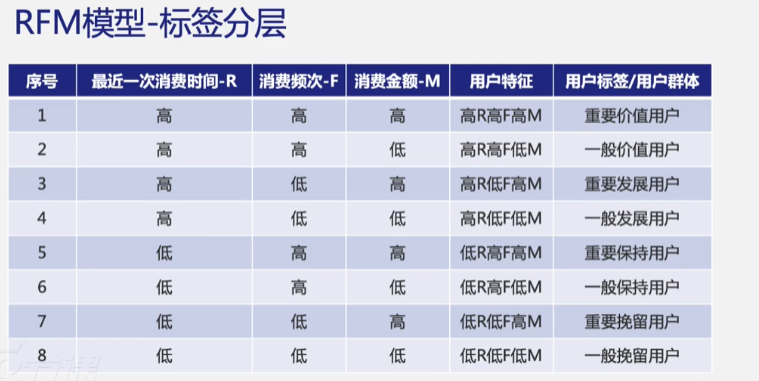 RFM模型-标签分层
序号 最近一次消费时间-R 消费频次-F 消费金额-M 用户特征 用户标签/用户群体
1 高 高 高 高R高F高M 重要价值用户
2 高 高 低 高R高F低M 一般价值用户
3 高 低 高 高R低F高M 重要发展用户
4 高 低 低 高R低F低M 一般发展用户
5 低 高 高 低R高F高M 重要保持用户
6 低 高 低 低R高F低M 一般保持用户
7 低 低 高 低R低F高M 重要挽留用户
8 低 低 低 低R低F低M 一般挽留用户